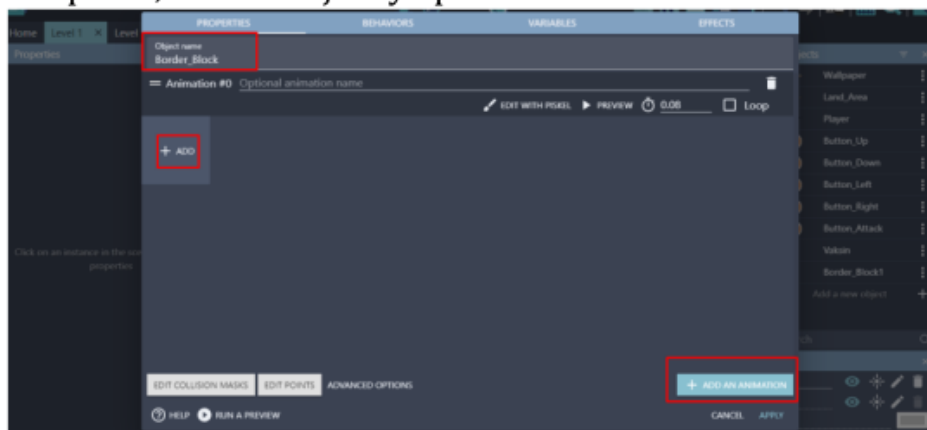 PROPERTIES BEHAVIORS VARIABLES EFFECTS
Home Level 1 × Level
Properties
Object name
Border_Block
Animation #0 Optional animation name
EDIT WITH PISKEL PREVIEW 0.08 Loop
+ ADD
Wallpaper
Land_Area
Player
Button_Up
Button_Down
Button_Left
Button_Right
Button_Attack
Vaksin
Border_Block1
Add a new object +
Click on an instance in the
properties
EDIT COLLISION MASKS EDIT POINTS ADVANCED OPTIONS + ADD AN ANIMATION
HELP RUN A PREVIEW CANCEL APPLY